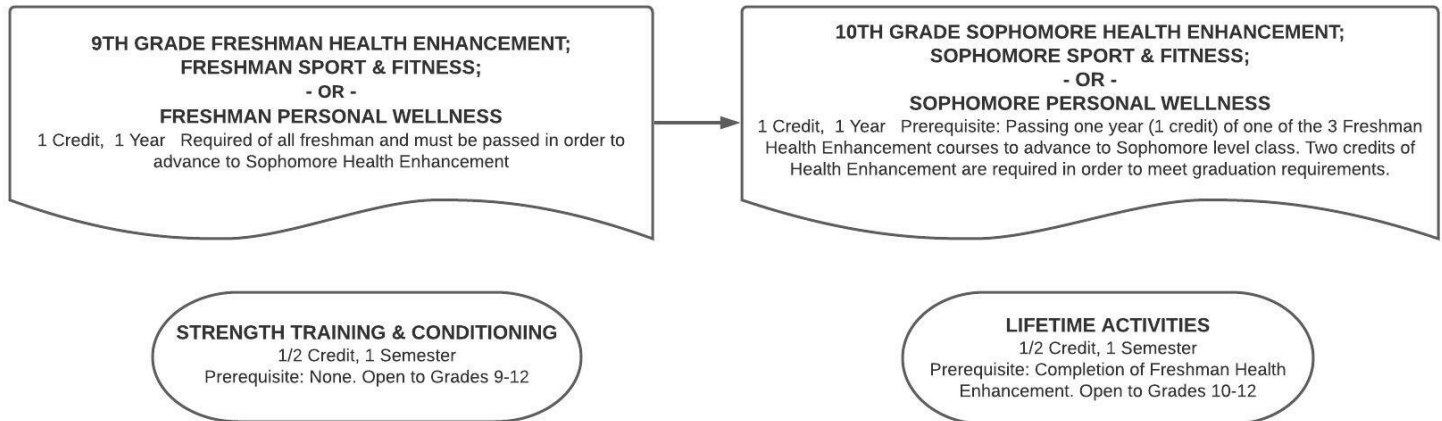 9TH GRADE FRESHMAN HEALTH ENHANCEMENT;
FRESHMAN SPORT & FITNESS;
- OR -
FRESHMAN PERSONAL WELLNESS
1 Credit, 1 Year Required of all freshman and must be passed in order to
advance to Sophomore Health Enhancement
10TH GRADE SOPHOMORE HEALTH ENHANCEMENT;
SOPHOMORE SPORT & FITNESS;
- OR -
SOPHOMORE PERSONAL WELLNESS
1 Credit, 1 Year Prerequisite: Passing one year (1 credit) of one of the 3 Freshman
Health Enhancement courses to advance to Sophomore level class. Two credits of
Health Enhancement are required in order to meet graduation requirements.
STRENGTH TRAINING & CONDITIONING
1/2 Credit, 1 Semester
Prerequisite: None. Open to Grades 9-12
LIFETIME ACTIVITIES
1/2 Credit, 1 Semester
Prerequisite: Completion of Freshman Health
Enhancement. Open to Grades 10-12